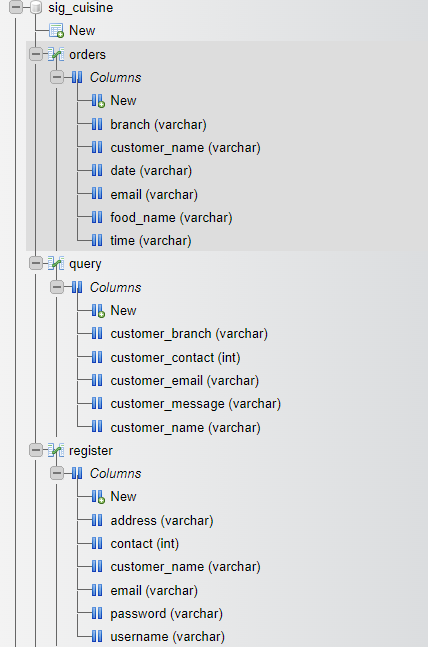 sig_cuisine
New
orders
Columns
New
branch (varchar)
customer_name (varchar)
date (varchar)
email (varchar)
food_name (varchar)
time (varchar)
query
Columns
New
customer_branch (varchar)
customer_contact (int)
customer_email (varchar)
customer_message (varchar)
customer_name (varchar)
register
Columns
New
address (varchar)
contact (int)
customer_name (varchar)
email (varchar)
password (varchar)
username (varchar)